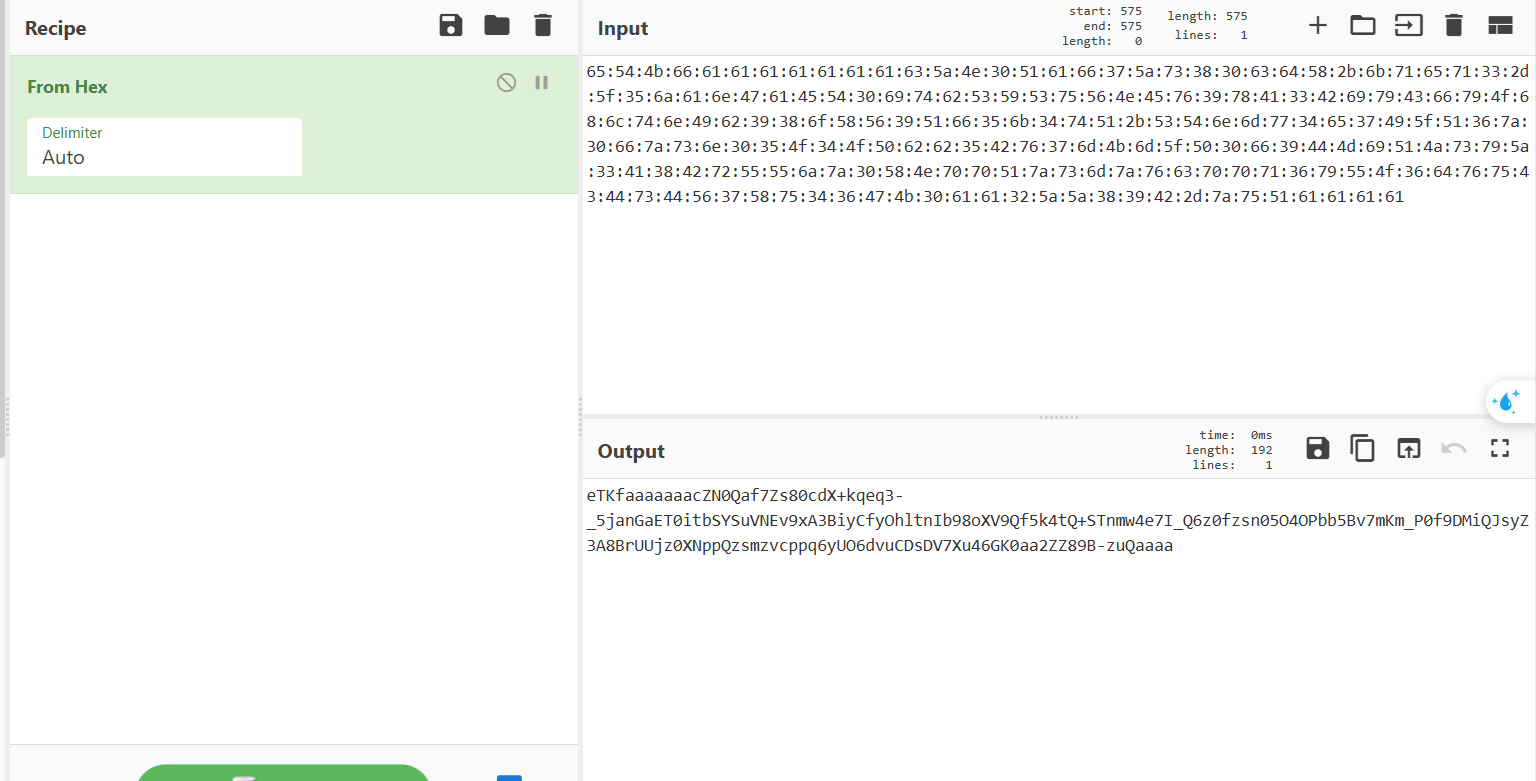 Recipe
From Hex
Delimiter
Auto
Input
start: 575
end: 575
length: 0
length: 575
lines: 1
65:54:4b:66:61:61:61:61:61:61:61:63:5a:4e:30:51:61:66:37:5a:73:38:30:63:64:58:2b:6b:71:65:71:33:2d
:5f:35:6a:61:6e:47:61:45:54:30:69:74:62:53:59:53:75:56:4e:45:76:39:78:41:33:42:69:79:43:66:79:4f:6
8:6c:74:6e:49:62:39:38:6f:58:56:39:51:66:35:6b:34:74:51:2b:53:54:6e:6d:77:34:65:37:49:5f:51:36:7a:
30:66:7a:73:6e:30:35:4f:34:4f:50:62:62:35:42:76:37:6d:4b:6d:5f:50:30:66:39:44:4d:69:51:4a:73:79:5a
:33:41:38:42:72:55:55:6a:7a:30:58:4e:70:70:51:7a:73:6d:7a:76:63:70:70:71:36:79:55:4f:36:64:76:75:4
3:44:73:44:56:37:58:75:34:36:47:4b:30:61:61:32:5a:5a:38:39:42:2d:7a:75:51:61:61:61:61
Output
time: 0ms
length: 192
lines: 1
eTKfaaaaaaacZN0Qaf7Zs80cdX+kqeq3-
_5janGaET0itbSYSuVNEv9xA3BiyCfyOhltnIb98oXV9Qf5k4tQ+STnmw4e7I_Q6z0fzsn05O4OPbb5Bv7mKm_P0f9DMiQJsyZ
3A8BrUUjz0XNppQzsmzvcppq6yUO6dvuCDsDV7Xu46GK0aa2ZZ89B-zuQaaaa